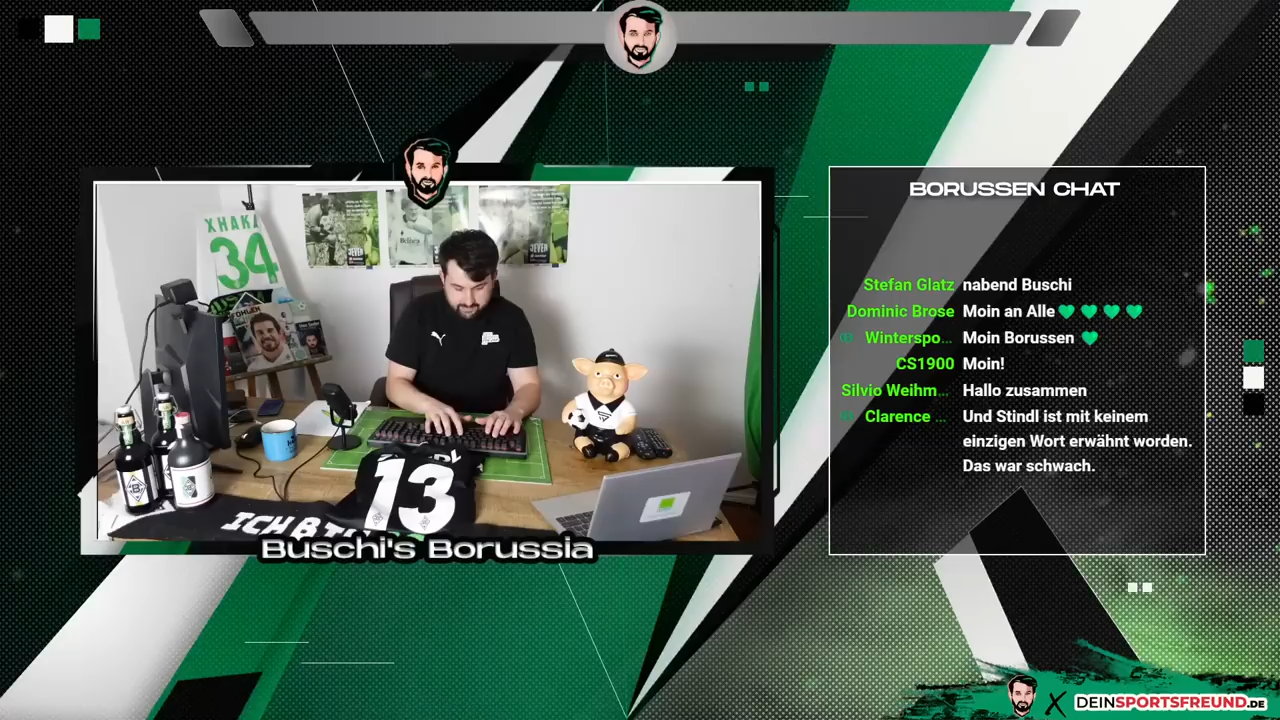 BORUSSEN CHAT
XHAKA
34
Stefan Glatz nabend Buschi
Dominic Brose Moin an Alle
Winterspo... Moin Borussen
CS1900 Moin!
Silvio Weihm... Hallo zusammen
Clarence ... Und Stindl ist mit keinem
einzigen Wort erwähnt worden.
Das war schwach.
13
ICH BIN
Buschi's Borussia
X DEINSPORTSFREUND.DE